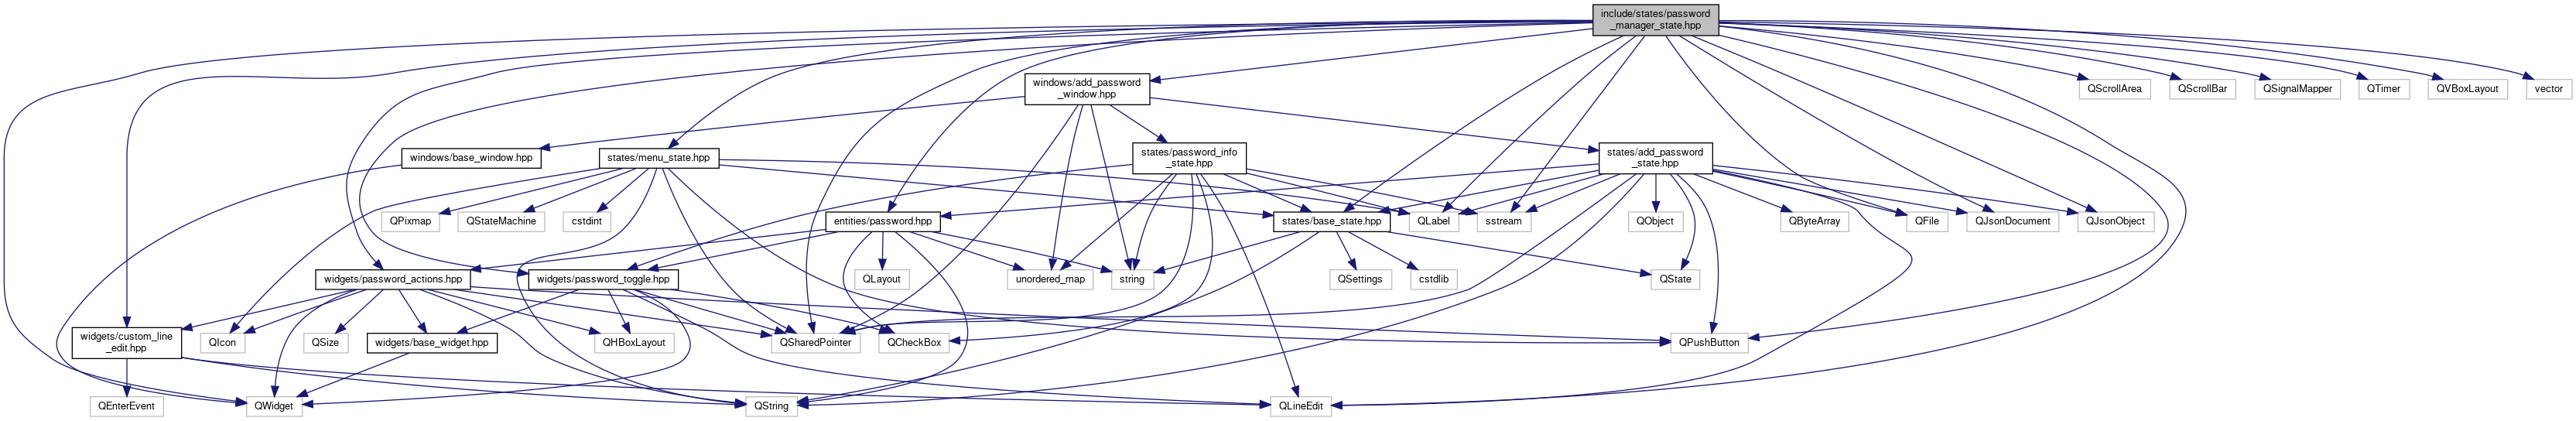 include/states/password
_manager_state.hpp
windows/add_password
_window.hpp
QScrollArea
QScrollBar
QSignalMapper
QTimer
QVBoxLayout
vector
windows/base_window.hpp
states/menu_state.hpp
states/password_info
_state.hpp
states/add_password
_state.hpp
QPixmap
QStateMachine
cstdint
entities/password.hpp
states/base_state.hpp
QLabel
sstream
QObject
QByteArray
QFile
QJsonDocument
QJsonObject
widgets/password_actions.hpp
widgets/password_toggle.hpp
QLayout
unordered_map
string
QSettings
cstdlib
QState
widgets/custom_line
_edit.hpp
QIcon
QSize
widgets/base_widget.hpp
QHBoxLayout
QSharedPointer
QCheckBox
QPushButton
QEnterEvent
QWidget
QString
QLineEdit